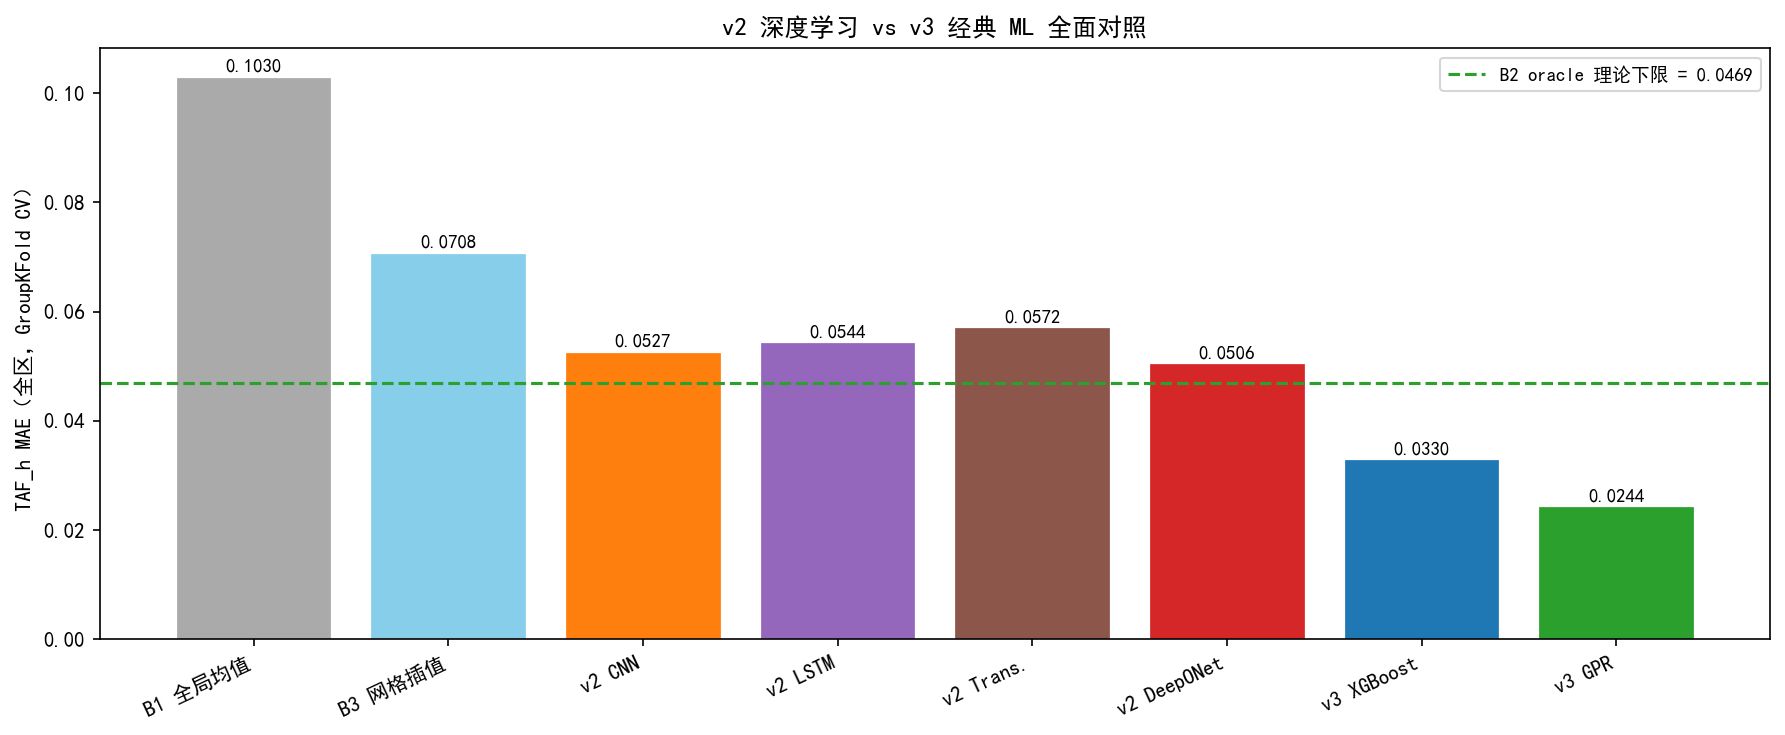 v2 深度学习 vs v3 经典 ML 全面对照
B2 oracle 理论下限 = 0.0469
TAF_h MAE (全区, GroupKFold CV)
0.10
0.08
0.06
0.04
0.02
0.00
0.1030
0.0708
0.0527
0.0544
0.0572
0.0506
0.0330
0.0244
B1 全局均值
B3 网格插值
v2 CNN
v2 LSTM
v2 Trans.
v2 DeepONet
v3 XGBoost
v3 GPR